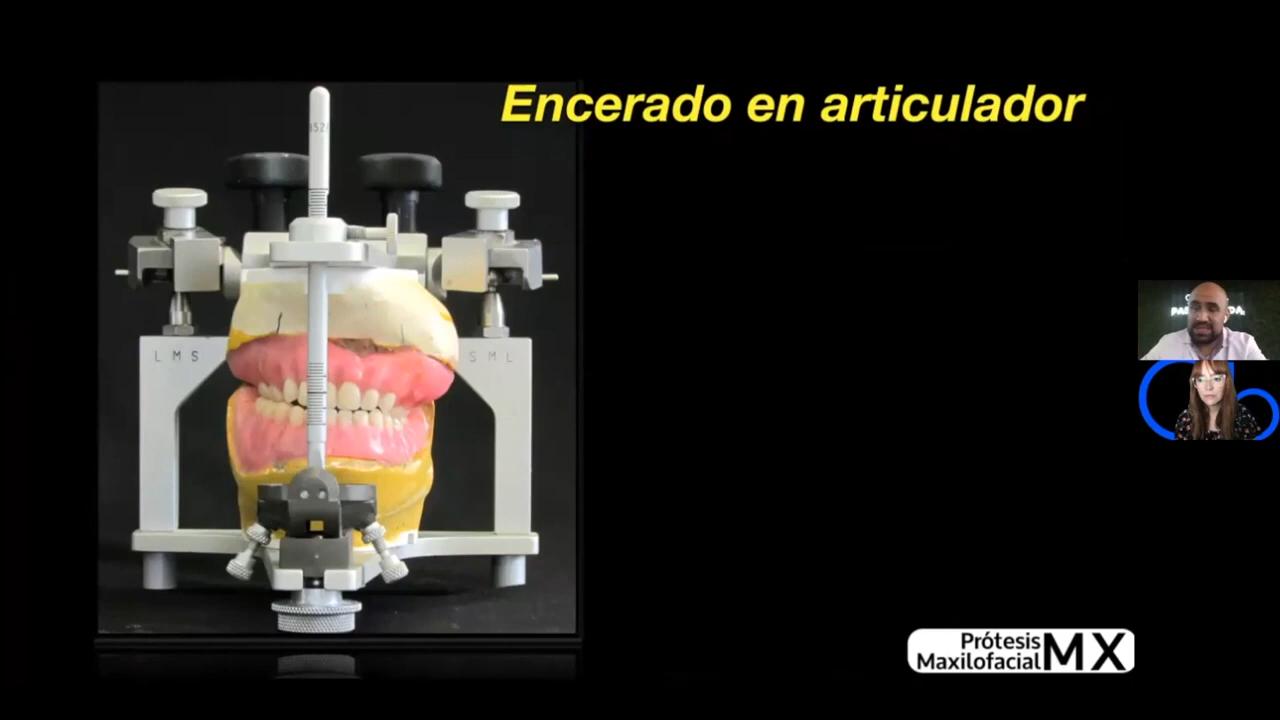 Encerado en articulador
L M S
S M L
Prótesis
Maxilofacial
MX